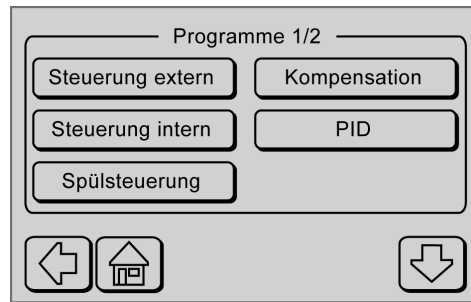 Programme 1/2
Steuerung extern
Kompensation
Steuerung intern
PID
Spülsteuerung